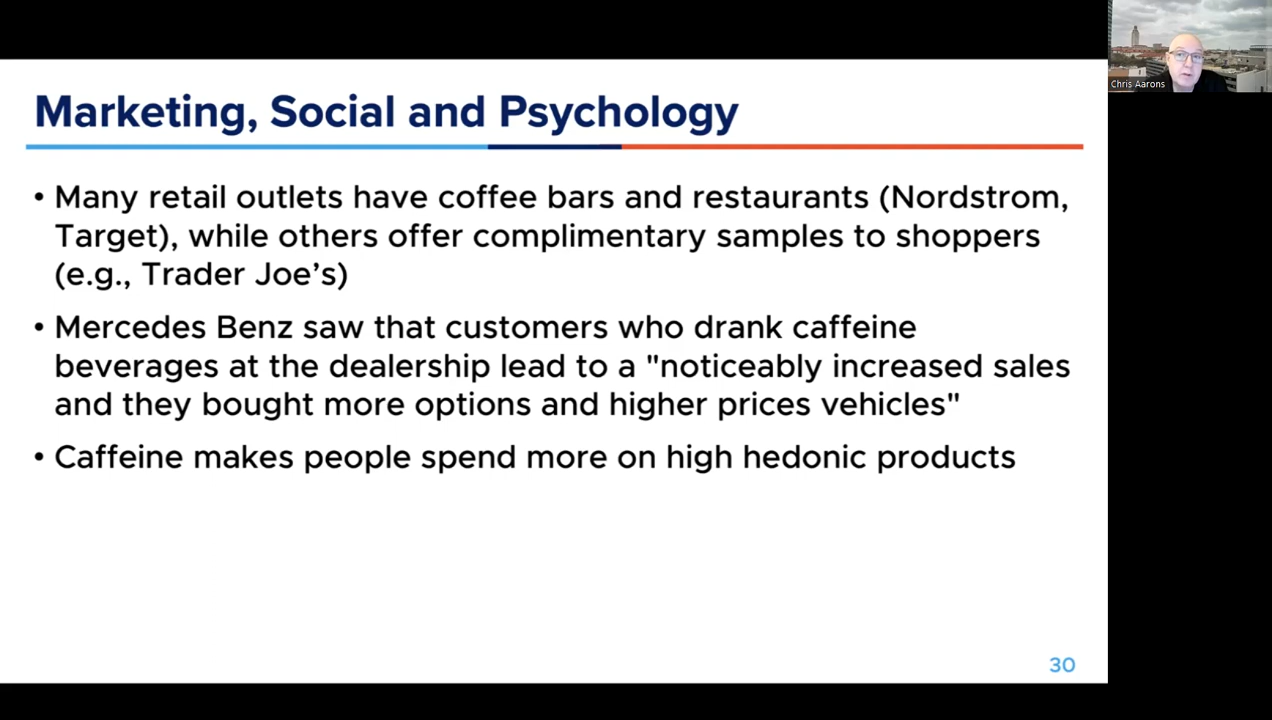 Marketing, Social and Psychology
• Many retail outlets have coffee bars and restaurants (Nordstrom,
Target), while others offer complimentary samples to shoppers
(e.g., Trader Joe’s)
• Mercedes Benz saw that customers who drank caffeine
beverages at the dealership lead to a "noticeably increased sales
and they bought more options and higher prices vehicles"
• Caffeine makes people spend more on high hedonic products
30
Chris Aarons